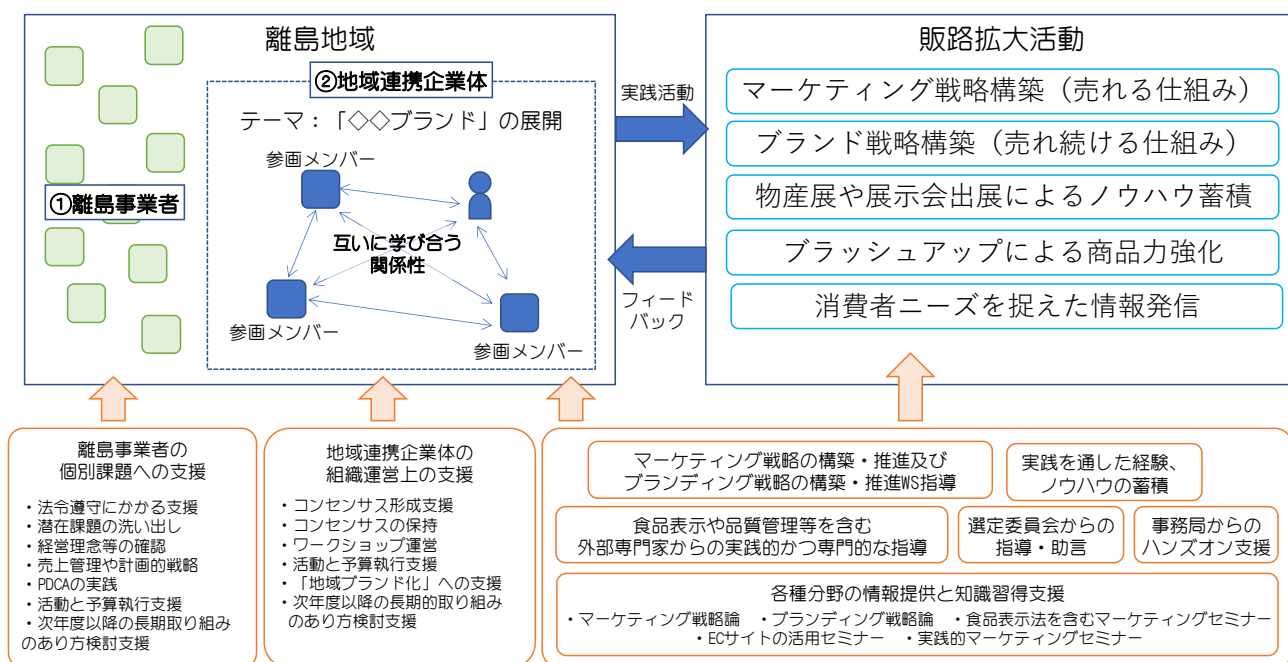 離島地域
②地域連携企業体
テーマ：「◇◇ブランド」の展開
参画メンバー
①離島事業者
互いに学び合う
関係性
参画メンバー
参画メンバー
実践活動
フィード
バック
販路拡大活動
マーケティング戦略構築（売れる仕組み）
ブランド戦略構築（売れ続ける仕組み）
物産展や展示会出展によるノウハウ蓄積
ブラッシュアップによる商品力強化
消費者ニーズを捉えた情報発信
離島事業者の
個別課題への支援
・法令遵守にかかる支援
・潜在課題の洗い出し
・経営理念等の確認
・売上管理や計画的戦略
・PDCAの実践
・活動と予算執行支援
・次年度以降の長期取り組み
のあり方検討支援
地域連携企業体の
組織運営上の支援
・コンセンサス形成支援
・コンセンサスの保持
・ワークショップ運営
・活動と予算執行支援
・「地域ブランド化」への支援
・次年度以降の長期的取り組み
のあり方検討支援
マーケティング戦略の構築・推進及び
ブランディング戦略の構築・推進WS指導
実践を通した経験、
ノウハウの蓄積
食品表示や品質管理等を含む
外部専門家からの実践的かつ専門的な指導
選定委員会からの
指導・助言
事務局からの
ハンズオン支援
各種分野の情報提供と知識習得支援
・マーケティング戦略論　・ブランディング戦略論　・食品表示法を含むマーケティングセミナー
・ECサイトの活用セミナー　・実践的マーケティングセミナー